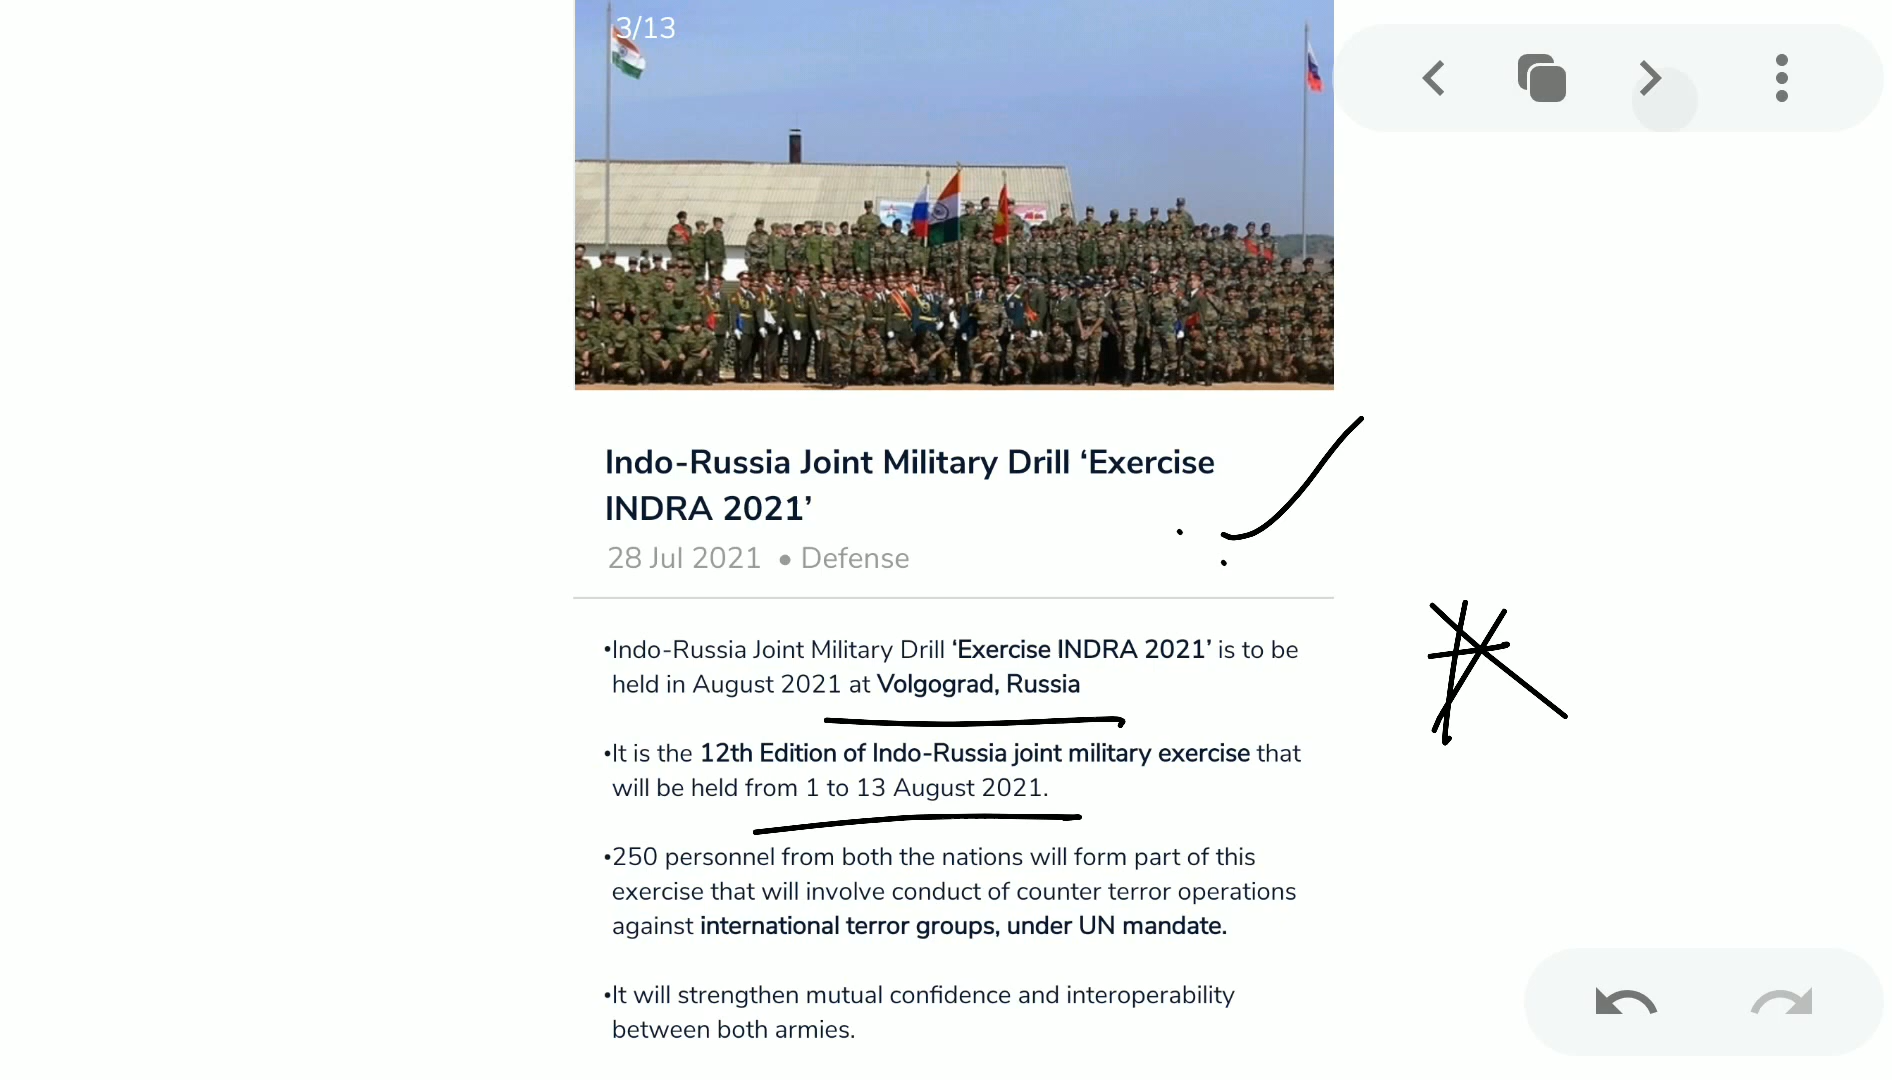 3/13
Indo-Russia Joint Military Drill ‘Exercise
INDRA 2021’
28 Jul 2021 • Defense
•Indo-Russia Joint Military Drill ‘Exercise INDRA 2021’ is to be
held in August 2021 at Volgograd, Russia
•It is the 12th Edition of Indo-Russia joint military exercise that
will be held from 1 to 13 August 2021.
•250 personnel from both the nations will form part of this
exercise that will involve conduct of counter terror operations
against international terror groups, under UN mandate.
•It will strengthen mutual confidence and interoperability
between both armies.